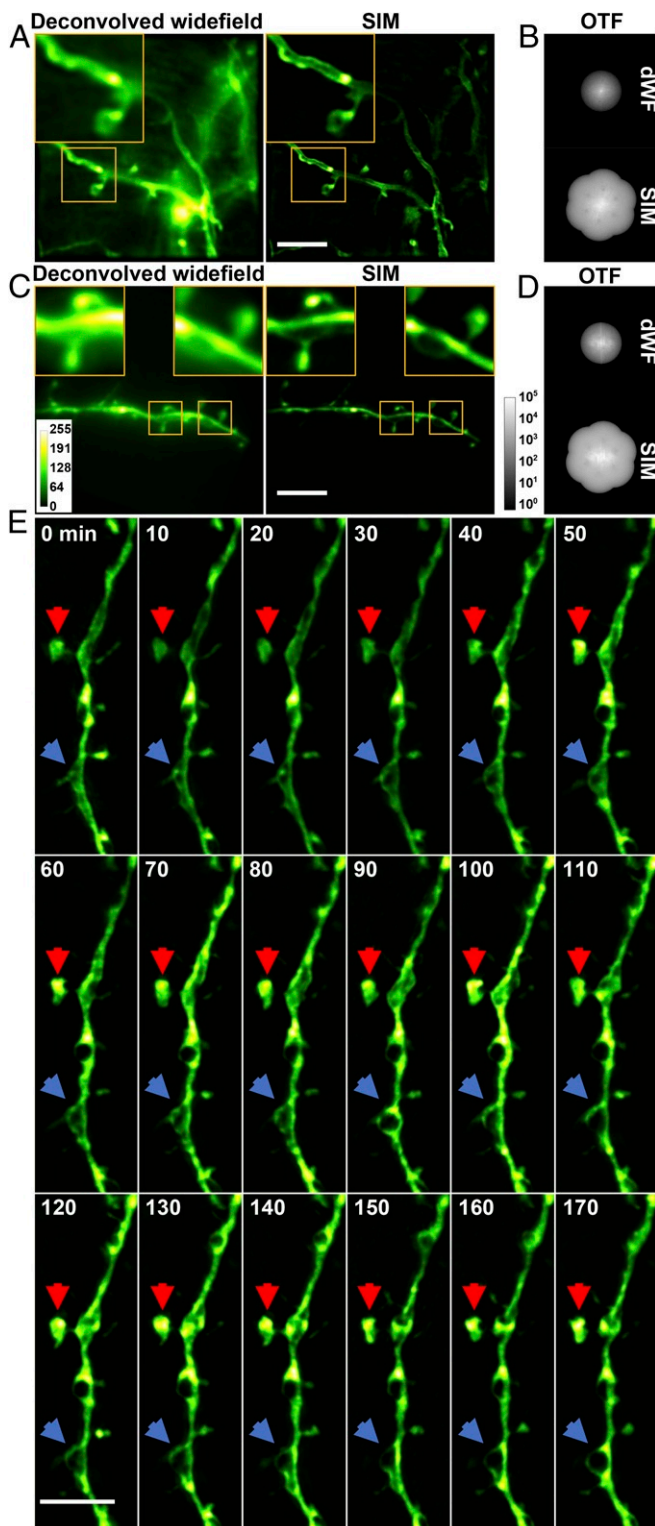 A Deconvolved widefield SIM B OTF
dWF
SIM
C Deconvolved widefield SIM D OTF
dWF
SIM
255
191
128
64
0
10⁵
10⁴
10³
10²
10¹
10⁰
E 0 min 10 20 30 40 50
60 70 80 90 100 110
120 130 140 150 160 170